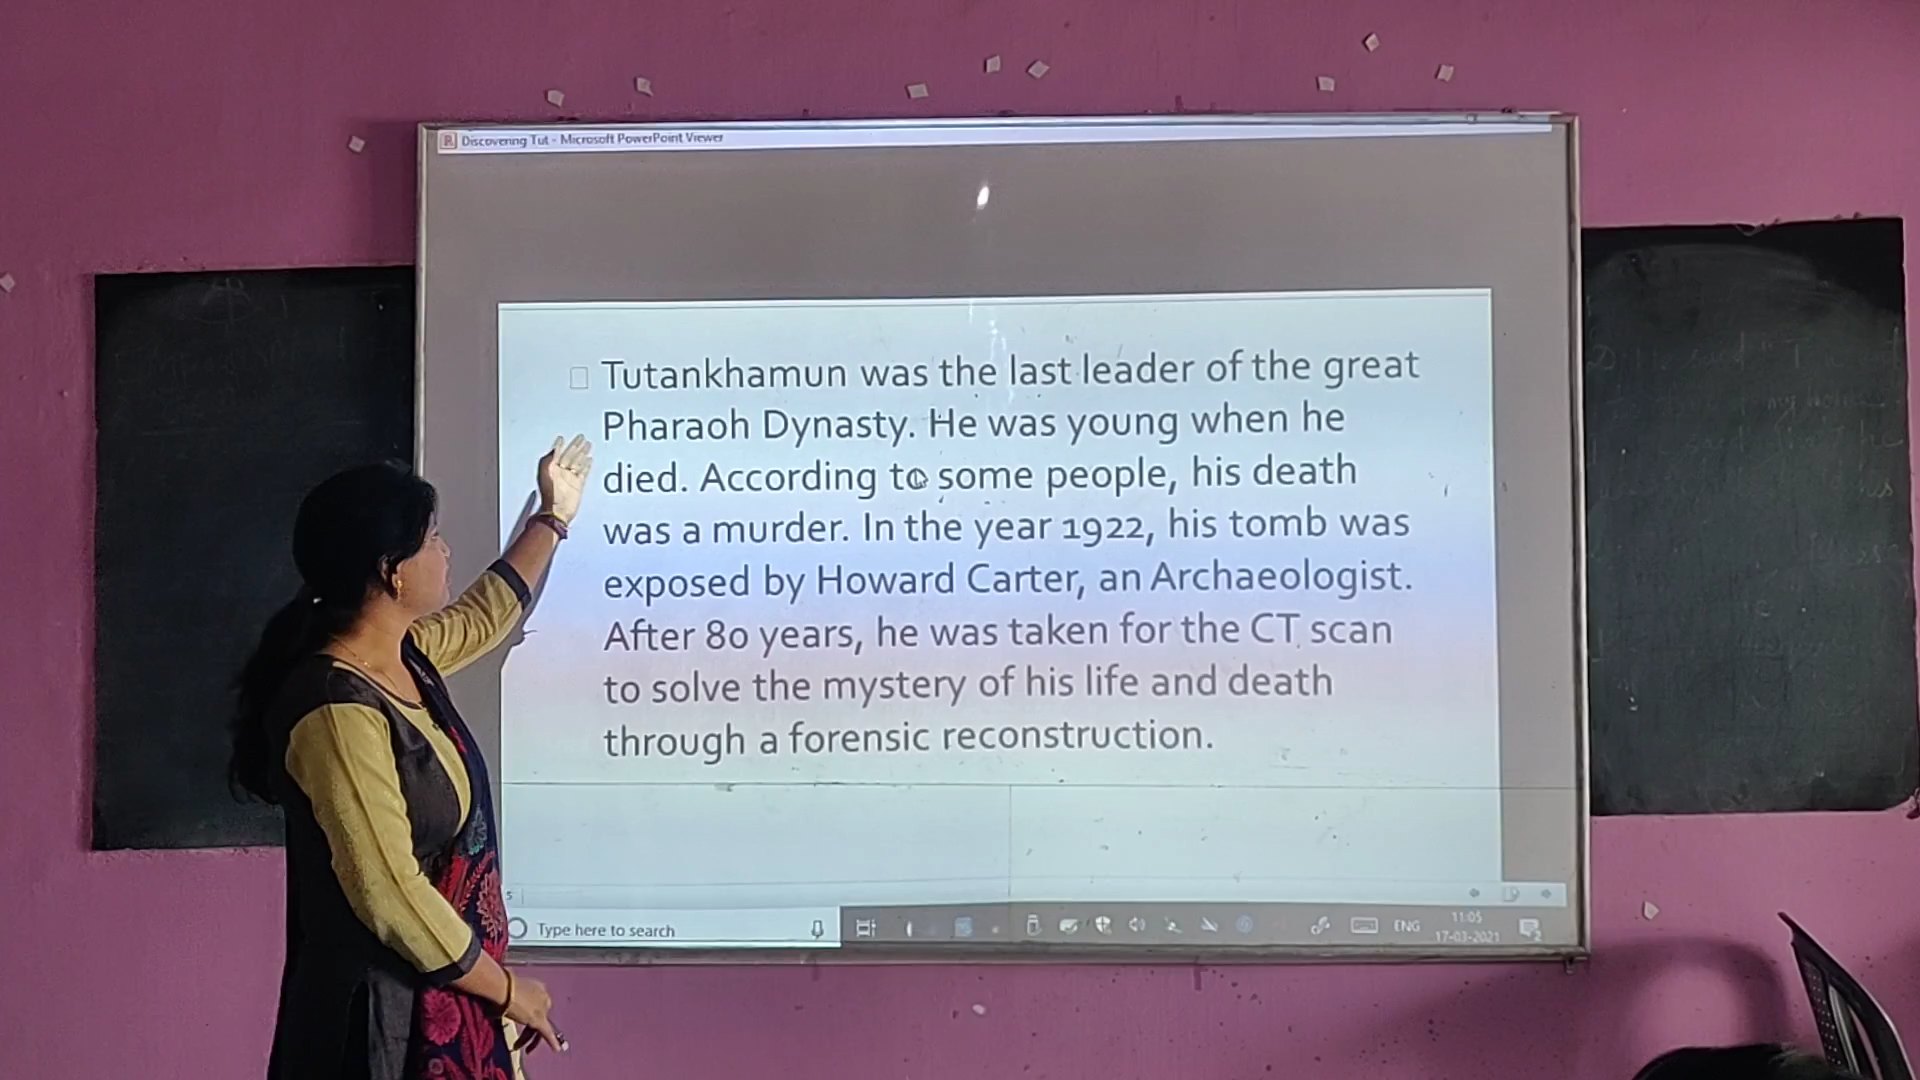 Discovering Tut - Microsoft PowerPoint Viewer
Tutankhamun was the last leader of the great
Pharaoh Dynasty. He was young when he
died. According to some people, his death
was a murder. In the year 1922, his tomb was
exposed by Howard Carter, an Archaeologist.
After 80 years, he was taken for the CT scan
to solve the mystery of his life and death
through a forensic reconstruction.
Type here to search
ENG
11:05
17-03-2021